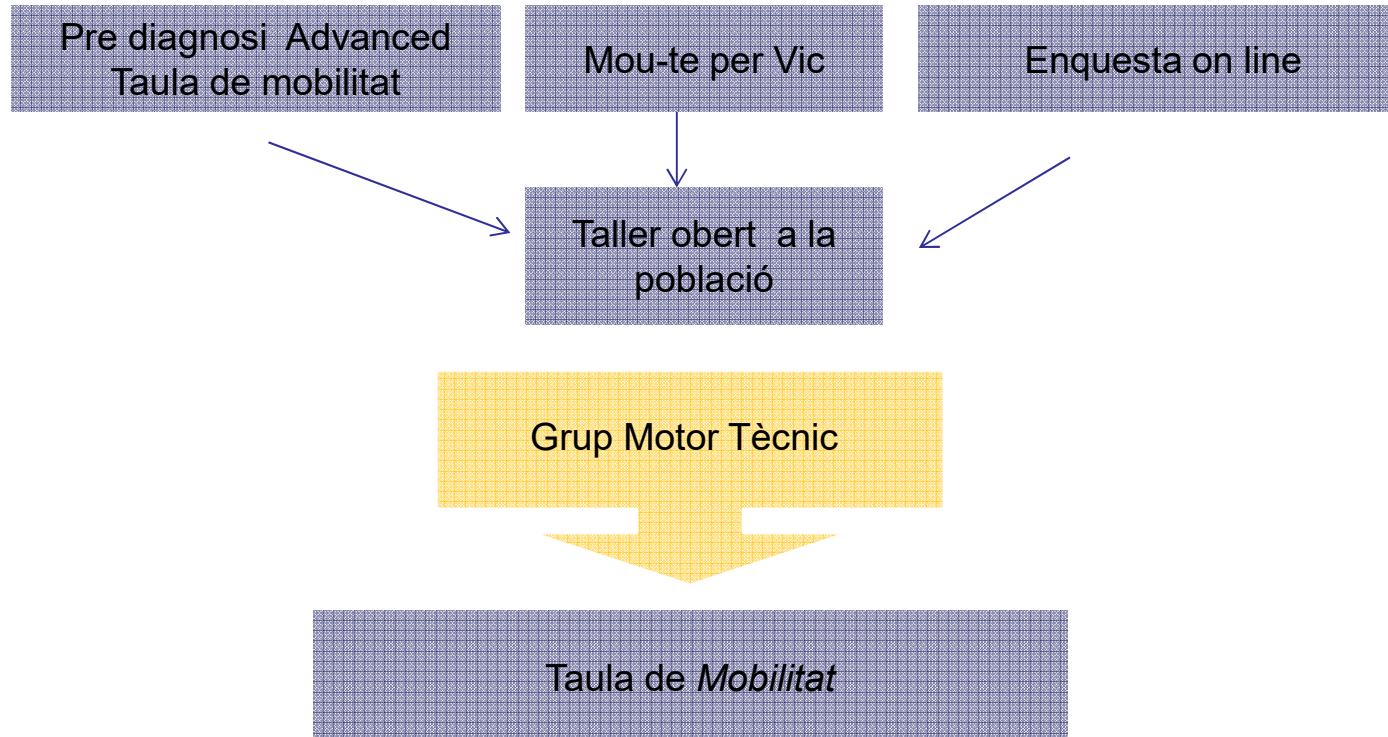 Pre diagnosi Advanced
Taula de mobilitat
Mou-te per Vic
Enquesta on line
Taller obert a la
població
Grup Motor Tècnic
Taula de Mobilitat